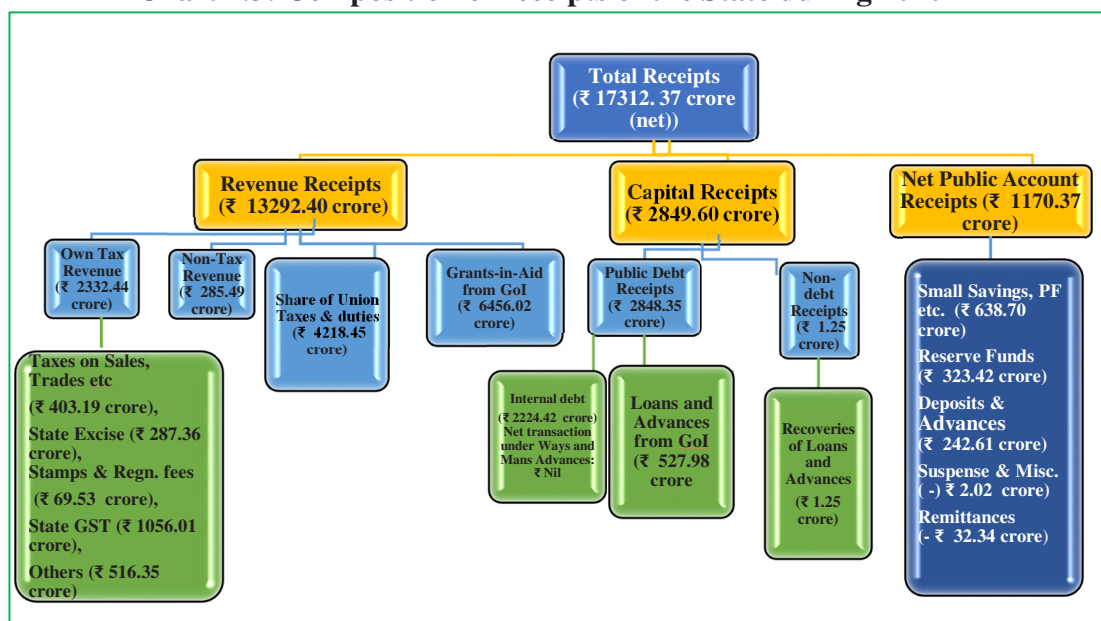 Total Receipts
(₹ 17312. 37 crore
(net))
Revenue Receipts
(₹ 13292.40 crore)
Capital Receipts
(₹ 2849.60 crore)
Net Public Account
Receipts (₹ 1170.37
crore)
Own Tax
Revenue
(₹ 2332.44
crore)
Non-Tax
Revenue
(₹ 285.49
crore)
Share of Union
Taxes & duties
(₹ 4218.45
crore)
Grants-in-Aid
from GoI
(₹ 6456.02
crore)
Public Debt
Receipts
(₹ 2848.35
crore)
Non-
debt
Receipts
(₹ 1.25
crore)
Taxes on Sales,
Trades etc
(₹ 403.19 crore),
State Excise (₹ 287.36
crore),
Stamps & Regn. fees
(₹ 69.53 crore),
State GST (₹ 1056.01
crore),
Others (₹ 516.35
crore)
Internal debt
(₹ 2224.42 crore)
Net transaction
under Ways and
Mans Advances:
₹ Nil
Loans and
Advances
from GoI
(₹ 527.98
crore
Recoveries
of Loans
and
Advances
(₹ 1.25
crore)
Small Savings, PF
etc. (₹ 638.70
crore)
Reserve Funds
(₹ 323.42 crore)
Deposits &
Advances
(₹ 242.61 crore)
Suspense & Misc.
( -) ₹ 2.02 crore)
Remittances
(- ₹ 32.34 crore)